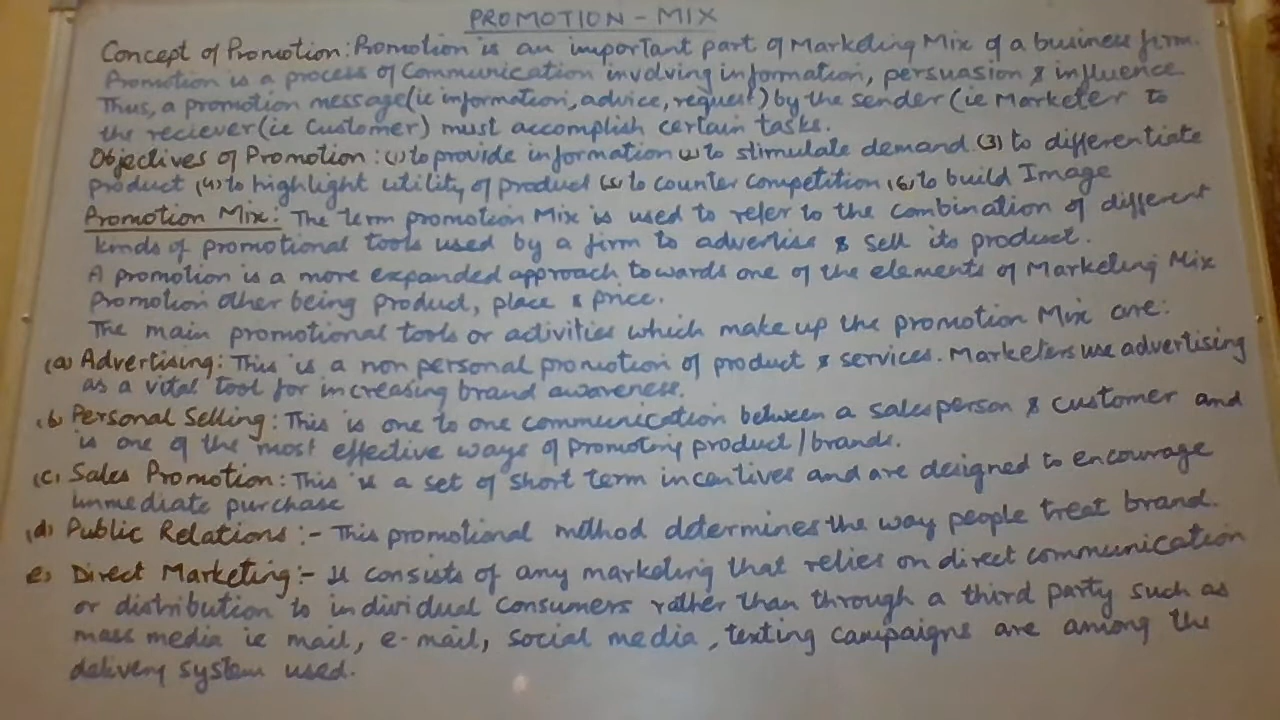 PROMOTION - MIX
Concept of Promotion: Promotion is an important part of Marketing Mix of a business firm.
Promotion is a process of Communication involving information, persuasion & influence
Thus, a promotion message(ie information, advice, request) by the sender (ie Marketer to
the reciever(ie Customer) must accomplish certain tasks.
Objectives of Promotion: (1) to provide information (2) to stimulate demand (3) to differentiate
product (4) to highlight utility of product (5) to counter competition (6) to build Image
Promotion Mix: The term promotion Mix is used to refer to the combination of different
kinds of promotional tools used by a firm to advertise & sell its product.
A promotion is a more expanded approach towards one of the elements of Marketing Mix
Promotion other being product, place & price.
The main promotional tools or activities which make up the promotion Mix are:
(a) Advertising: This is a non personal promotion of product & services. Marketers use advertising
as a vital tool for increasing brand awareness.
(b) Personal Selling: This is one to one communication between a salesperson & customer and
is one of the most effective ways of promoting product/brands.
(c) Sales Promotion: This is a set of short term incentives and are designed to encourage
immediate purchase
(d) Public Relations:- This promotional method determines the way people treat brand.
e) Direct Marketing:- It consists of any marketing that relies on direct communication
or distribution to individual consumers rather than through a third party such as
mass media ie mail, e-mail, social media, texting campaigns are among the
delivery system used.